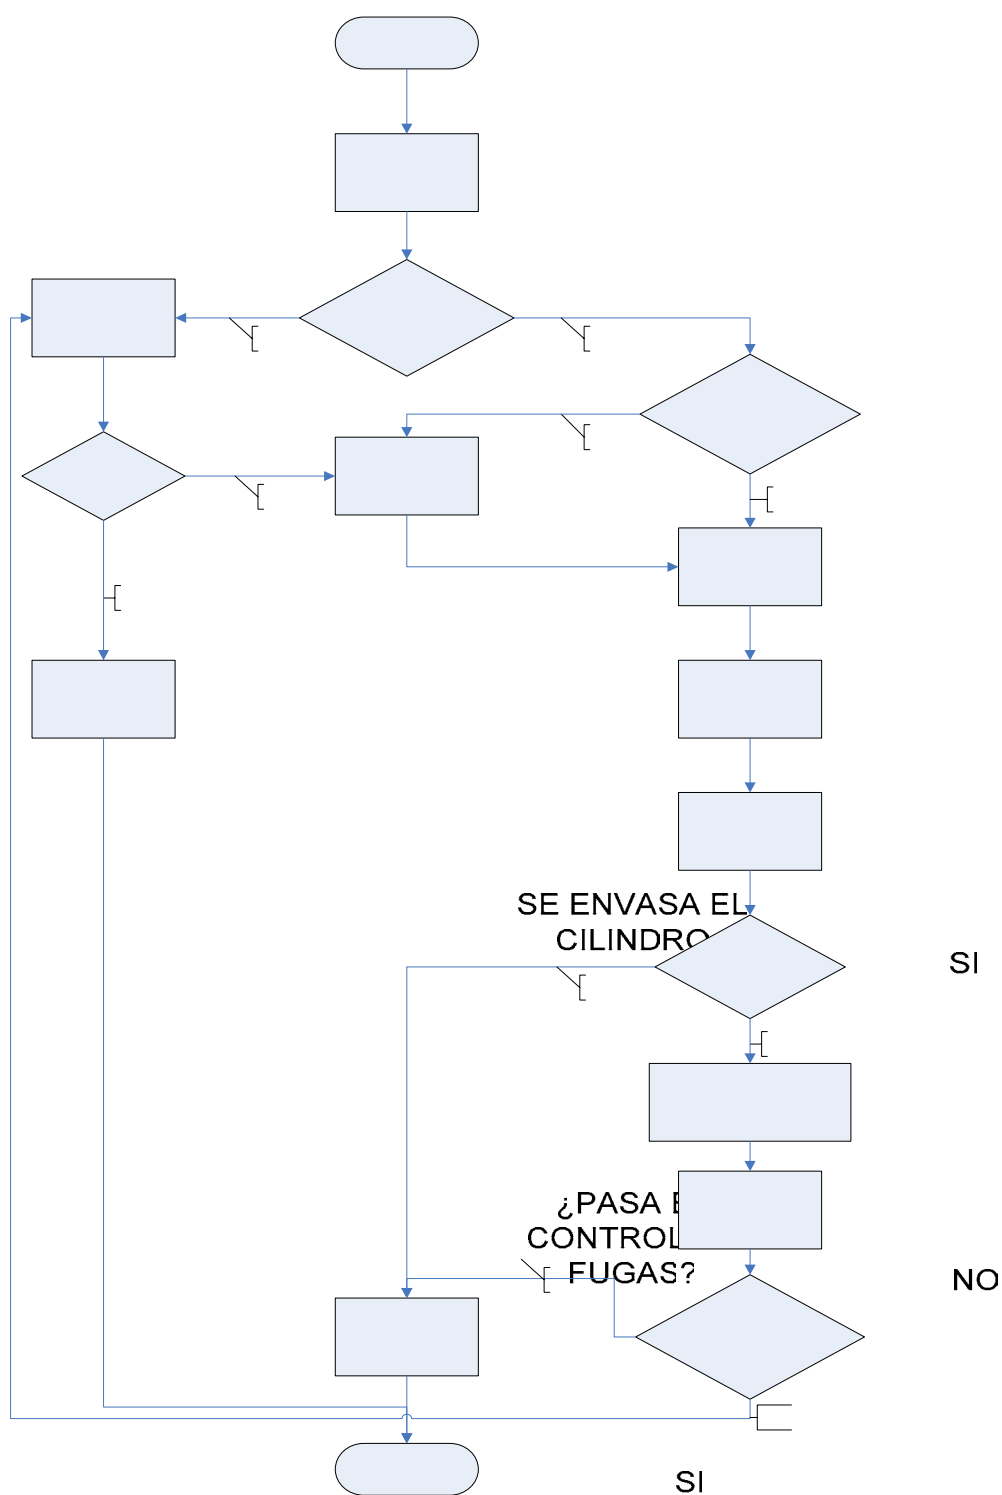 SE ENVASA EL
CILINDRO
SI
¿PASA E
CONTROL
FUGAS?
NO
SI